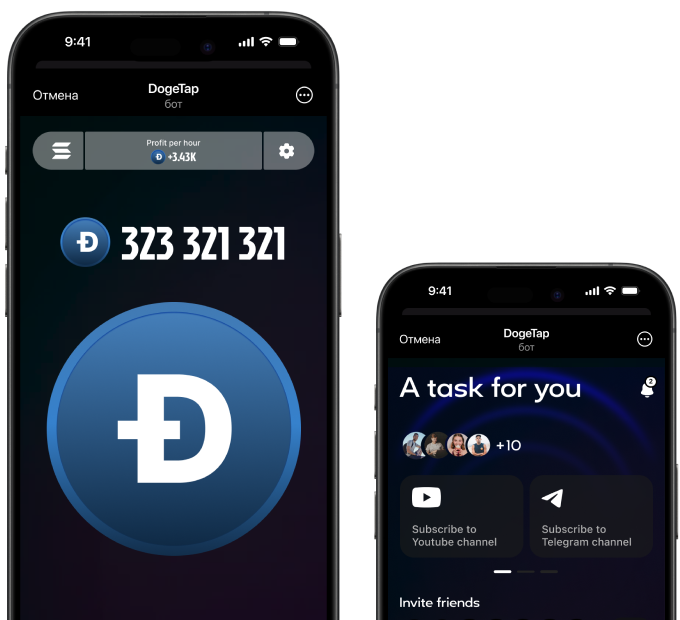 9:41
Отмена
DogeTap
бот
Profit per hour
Ð +3.43K
Ð 323 321 321
Ð
9:41
Отмена
DogeTap
бот
A task for you
2
+10
Subscribe to
Youtube channel
Subscribe to
Telegram channel
Invite friends